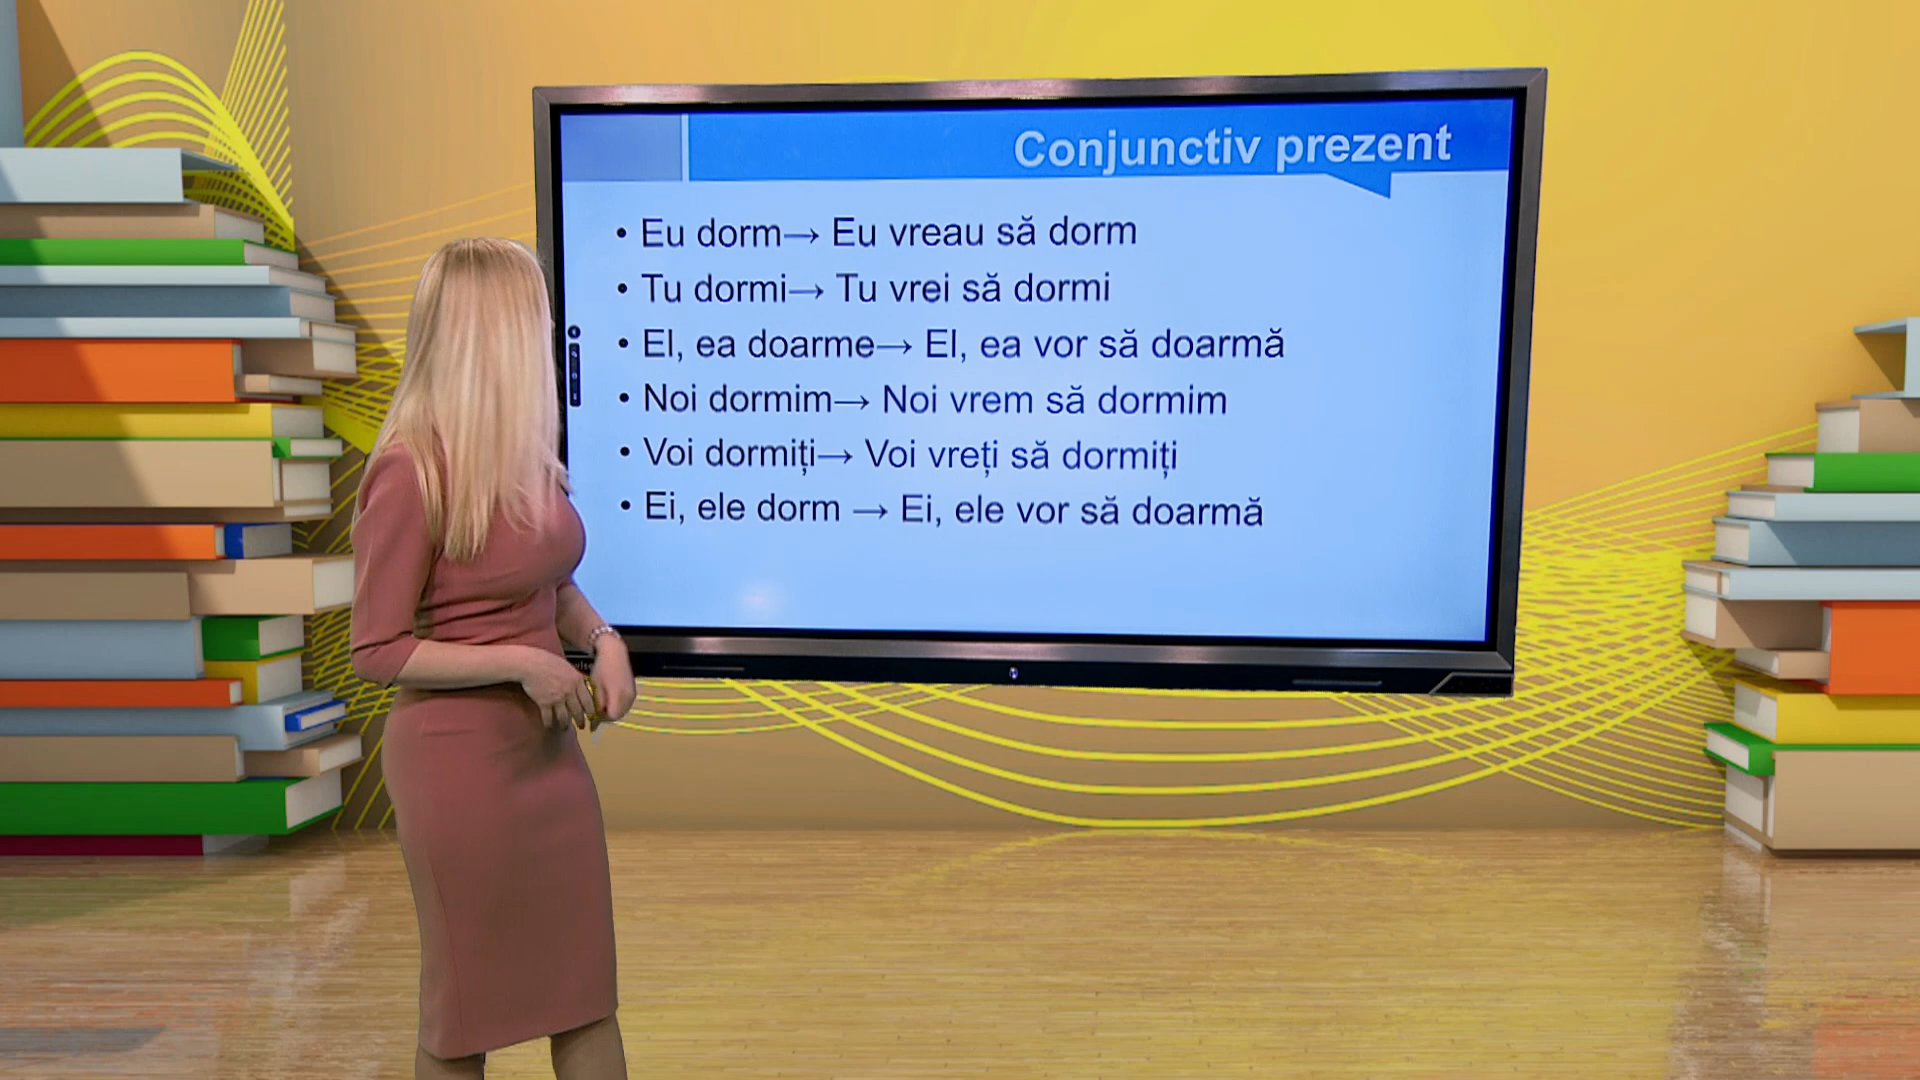 Conjunctiv prezent
• Eu dorm→ Eu vreau să dorm
• Tu dormi→ Tu vrei să dormi
• El, ea doarme→ El, ea vor să doarmă
• Noi dormim→ Noi vrem să dormim
• Voi dormiți→ Voi vreți să dormiți
• Ei, ele dorm → Ei, ele vor să doarmă